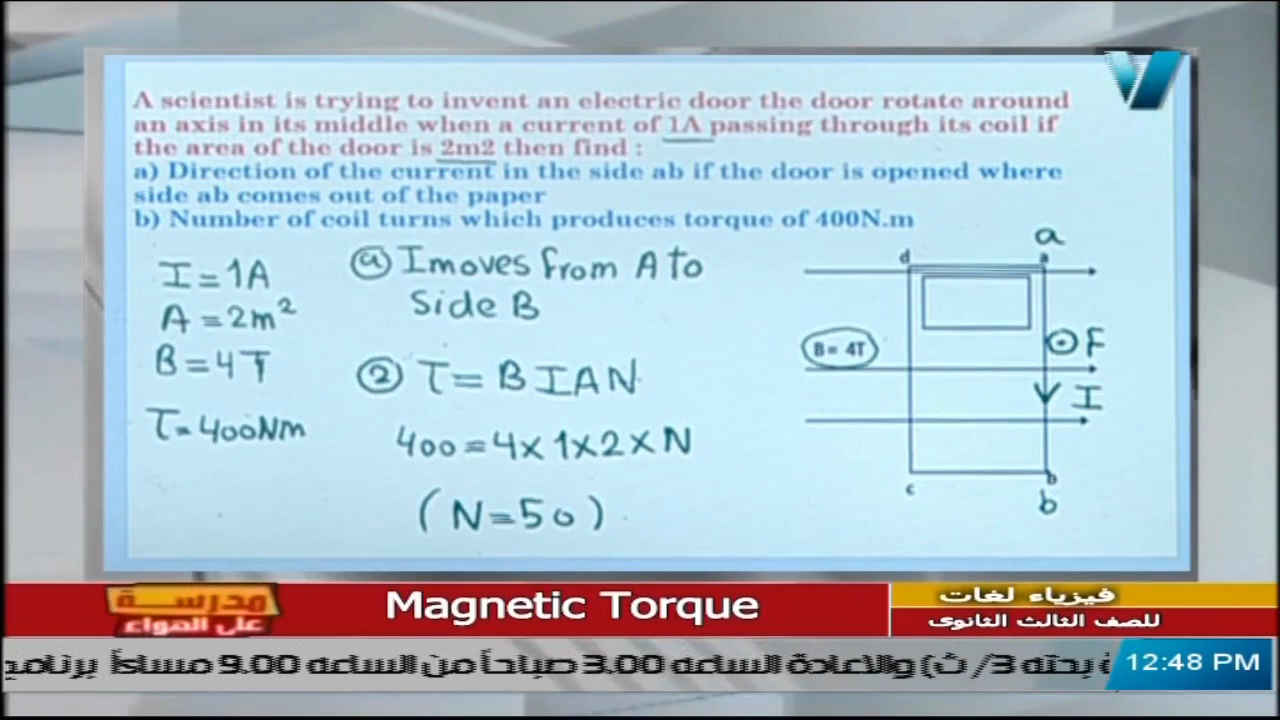 A scientist is trying to invent an electric door the door rotate around
an axis in its middle when a current of 1A passing through its coil if
the area of the door is 2m2 then find :
a) Direction of the current in the side ab if the door is opened where
side ab comes out of the paper
b) Number of coil turns which produces torque of 400N.m
I = 1A
A = 2m²
B = 4T
τ = 400Nm
ⓐ I moves from A to
Side B
② τ = BIAN
400 = 4 × 1 × 2 × N
(N = 50)
a
d
a
B= 4T
F
I
c
b
b
مدرسة
على الهواء
Magnetic Torque
فيزياء لغات
للصف الثالث الثانوى
بحته 3/ ث) والاعادة الساعه 3.00 صباحاً من الساعه 9.00 مساءاً برنامج
12:48 PM